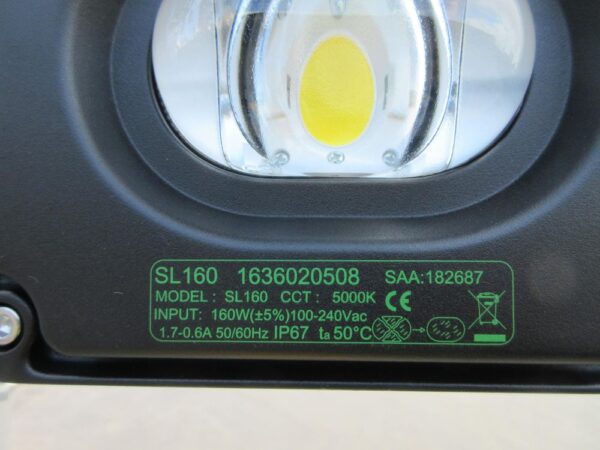 SL160 1636020508 SAA:182687
MODEL : SL160 CCT : 5000K CE
INPUT: 160W(±5%)100-240Vac
1.7-0.6A 50/60Hz IP67 ta 50°C